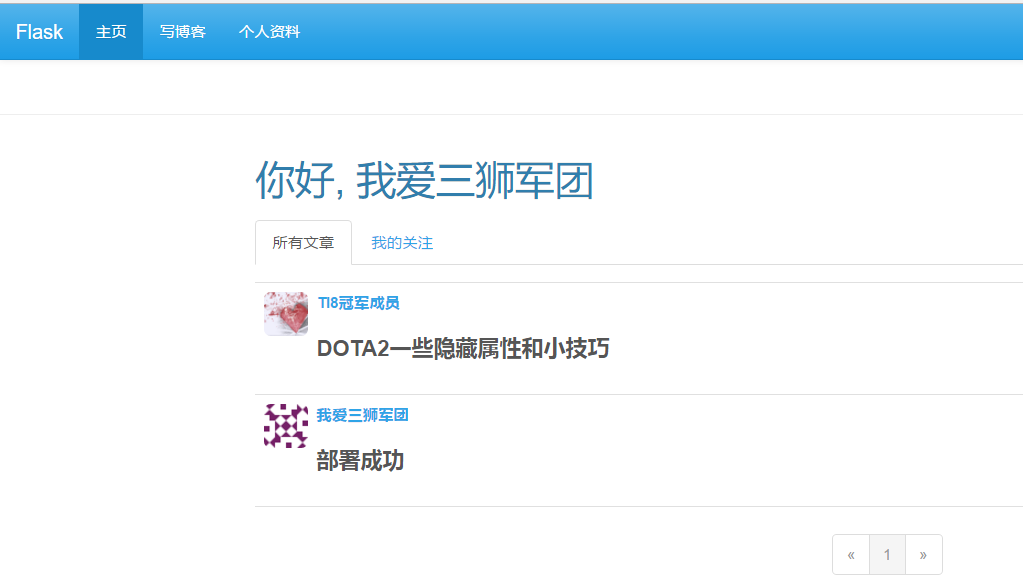 Flask 主页 写博客 个人资料
你好, 我爱三狮军团
所有文章 我的关注
TI8冠军成员
DOTA2一些隐藏属性和小技巧
我爱三狮军团
部署成功
« 1 »